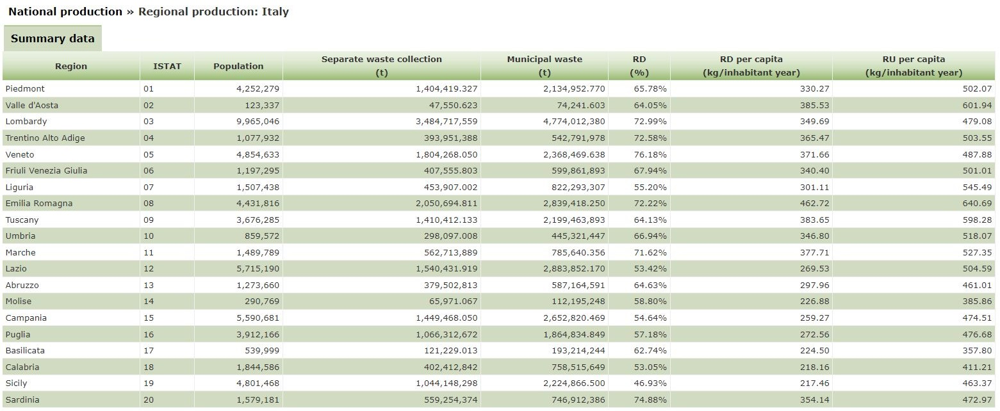 National production » Regional production: Italy
Summary data
Region ISTAT Population Separate waste collection (t) Municipal waste (t) RD (%) RD per capita (kg/inhabitant year) RU per capita (kg/inhabitant year)
Piedmont 01 4,252,279 1,404,419.327 2,134,952.770 65.78% 330.27 502.07
Valle d'Aosta 02 123,337 47,550.623 74,241.603 64.05% 385.53 601.94
Lombardy 03 9,965,046 3,484,717,559 4,774,012,380 72.99% 349.69 479.08
Trentino Alto Adige 04 1,077,932 393,951,388 542,791,978 72.58% 365.47 503.55
Veneto 05 4,854,633 1,804,268.050 2,368,469.638 76.18% 371.66 487.88
Friuli Venezia Giulia 06 1,197,295 407,555.803 599,861,893 67.94% 340.40 501.01
Liguria 07 1,507,438 453,907.002 822,293,307 55.20% 301.11 545.49
Emilia Romagna 08 4,431,816 2,050,694.811 2,839,418.250 72.22% 462.72 640.69
Tuscany 09 3,676,285 1,410,412.133 2,199,463,893 64.13% 383.65 598.28
Umbria 10 859,572 298,097.008 445,321,447 66.94% 346.80 518.07
Marche 11 1,489,789 562,713,889 785,640.356 71.62% 377.71 527.35
Lazio 12 5,715,190 1,540,431.919 2,883,852.170 53.42% 269.53 504.59
Abruzzo 13 1,273,660 379,502,813 587,164,591 64.63% 297.96 461.01
Molise 14 290,769 65,971.067 112,195,248 58.80% 226.88 385.86
Campania 15 5,590,681 1,449,468.050 2,652,820.469 54.64% 259.27 474.51
Puglia 16 3,912,166 1,066,312,672 1,864,834.849 57.18% 272.56 476.68
Basilicata 17 539,999 121,229.013 193,214,244 62.74% 224.50 357.80
Calabria 18 1,844,586 402,412,842 758,515,649 53.05% 218.16 411.21
Sicily 19 4,801,468 1,044,148,298 2,224,866.500 46.93% 217.46 463.37
Sardinia 20 1,579,181 559,254,374 746,912,386 74.88% 354.14 472.97